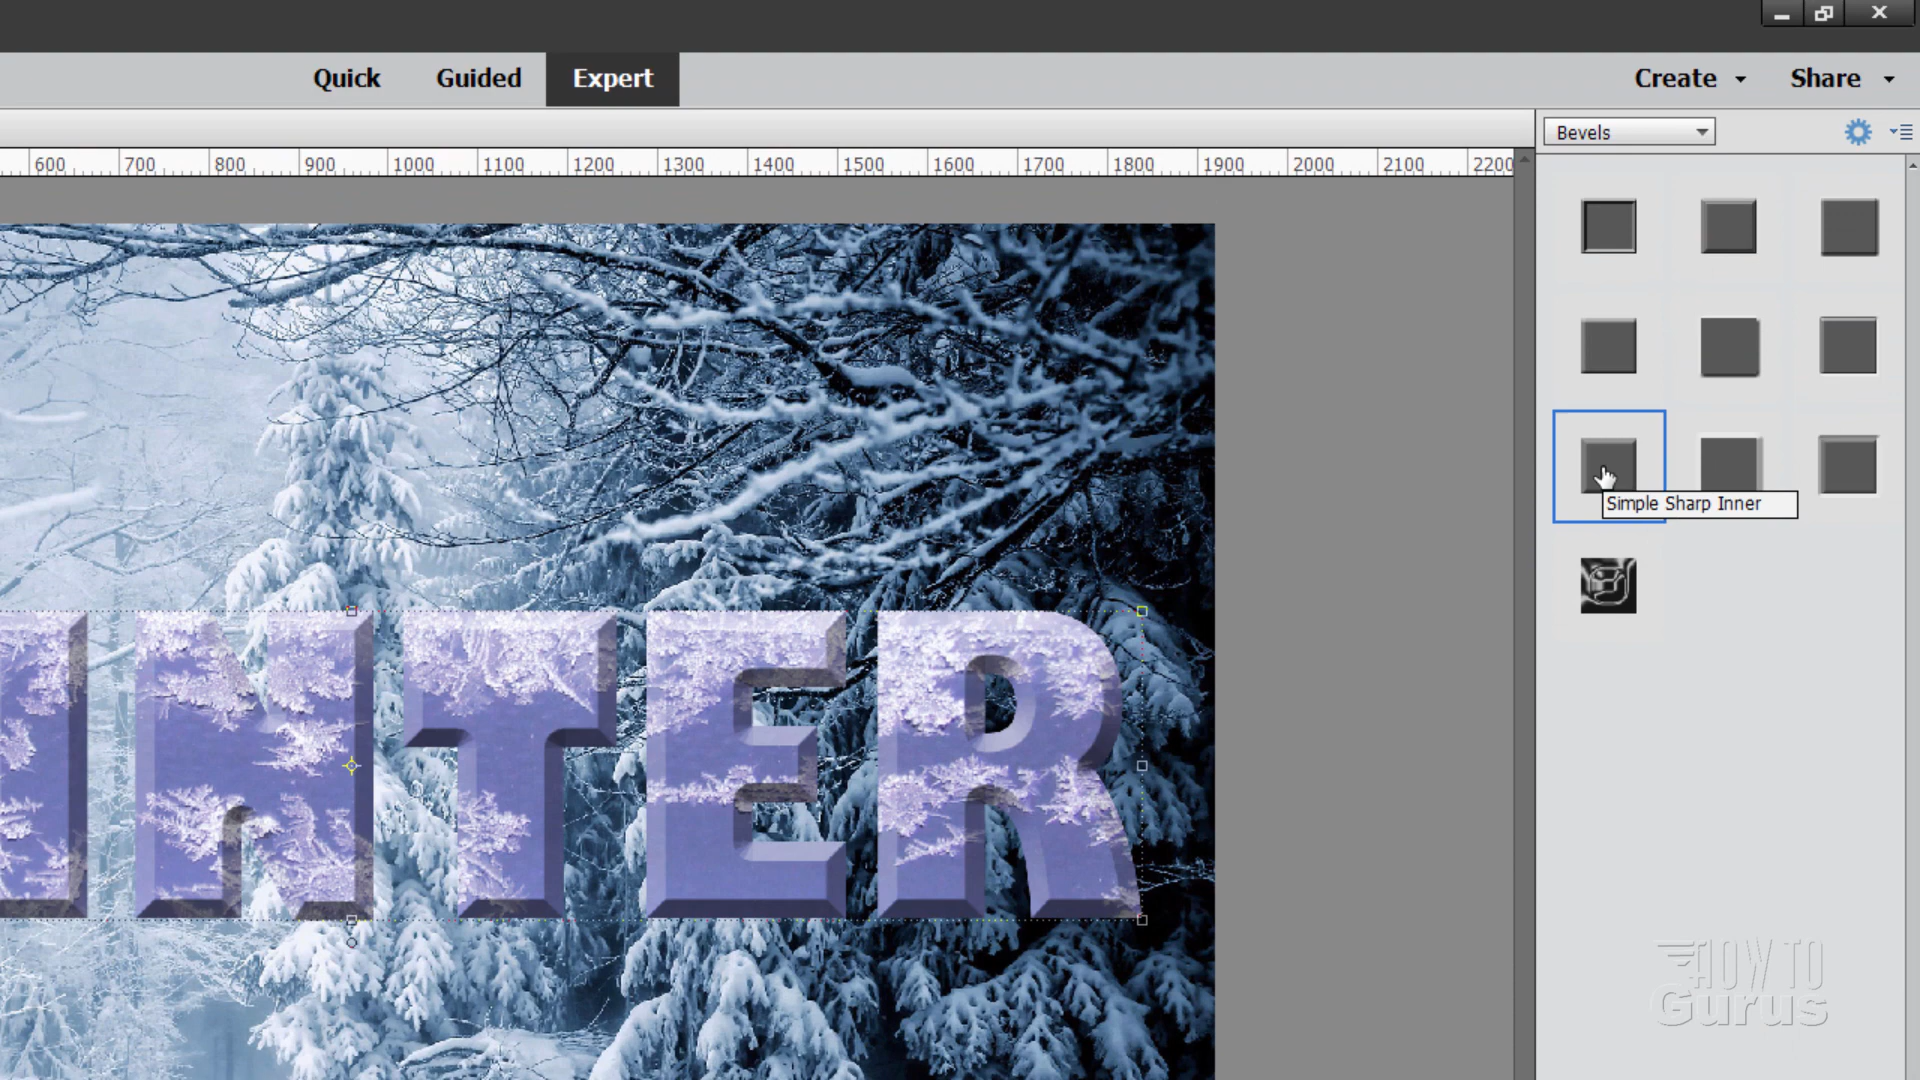 Quick Guided Expert Create Share
Bevels
600 700 800 900 1000 1100 1200 1300 1400 1500 1600 1700 1800 1900 2000 2100 2200
Simple Sharp Inner
INTER
HOW TO
Gurus